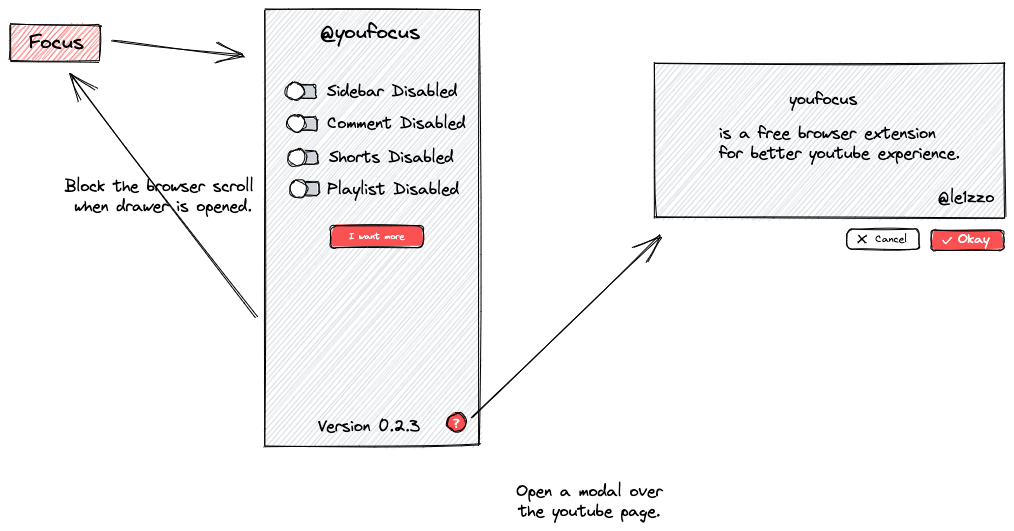 Focus
@youfocus
Sidebar Disabled
Comment Disabled
Shorts Disabled
Playlist Disabled
I want more
Version 0.2.3
?
Block the browser scroll
when drawer is opened.
youfocus
is a free browser extension
for better youtube experience.
@le1zzo
Cancel
Okay
Open a modal over
the youtube page.